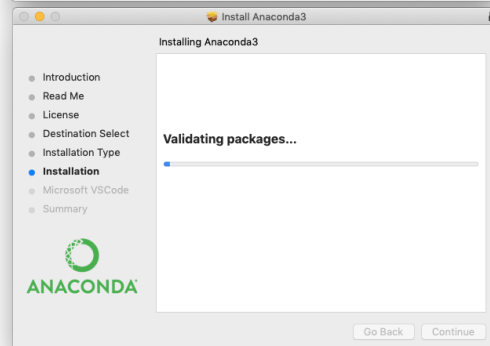 Install Anaconda3
Installing Anaconda3
Introduction
Read Me
License
Destination Select
Installation Type
Installation
Microsoft VSCode
Summary
Validating packages...
ANACONDA
Go Back
Continue